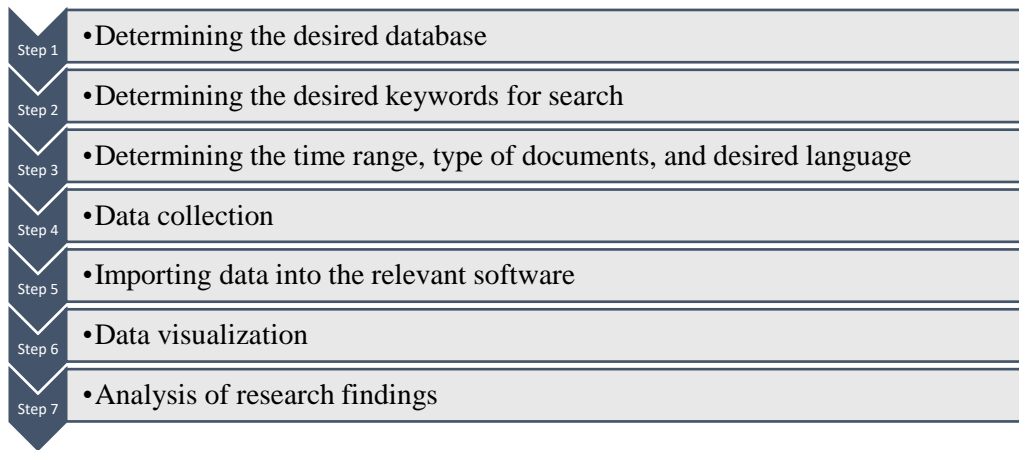 Step 1
•Determining the desired database
Step 2
•Determining the desired keywords for search
Step 3
•Determining the time range, type of documents, and desired language
Step 4
•Data collection
Step 5
•Importing data into the relevant software
Step 6
•Data visualization
Step 7
•Analysis of research findings